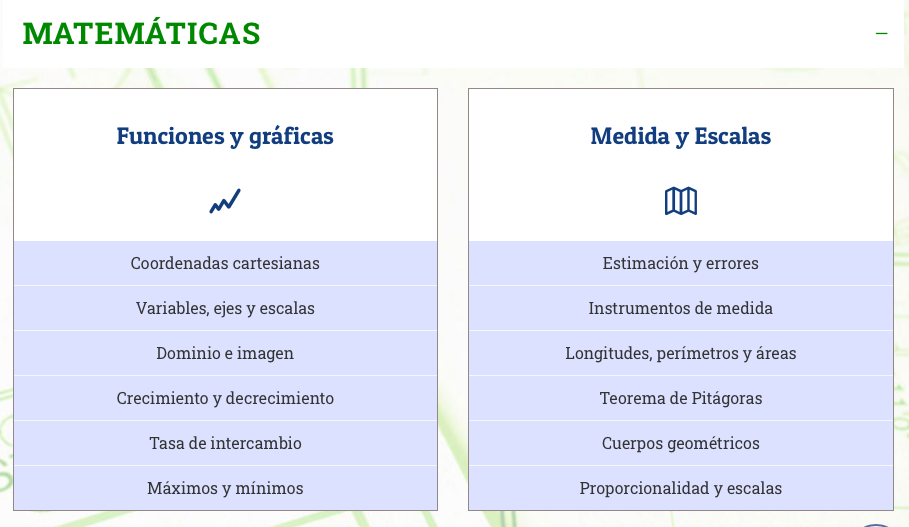 MATEMÁTICAS
Funciones y gráficas
Coordenadas cartesianas
Variables, ejes y escalas
Dominio e imagen
Crecimiento y decrecimiento
Tasa de intercambio
Máximos y mínimos
Medida y Escalas
Estimación y errores
Instrumentos de medida
Longitudes, perímetros y áreas
Teorema de Pitágoras
Cuerpos geométricos
Proporcionalidad y escalas